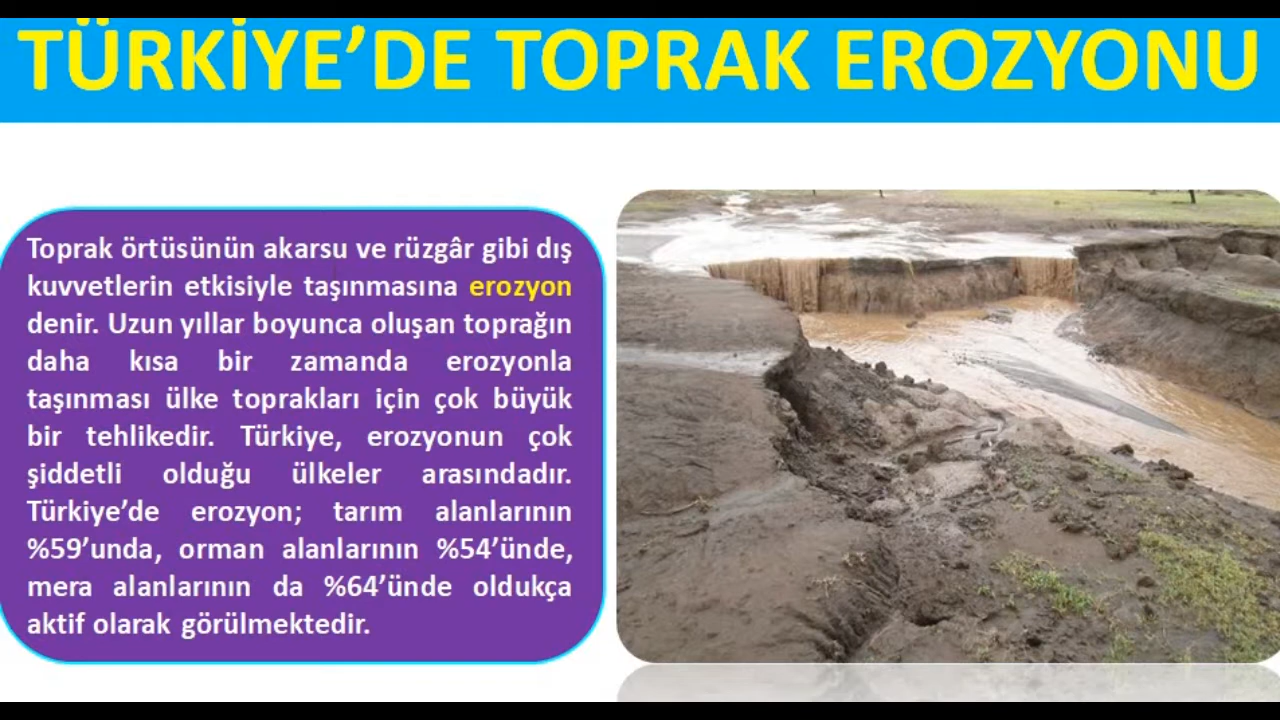 TÜRKİYE’DE TOPRAK EROZYONU
Toprak örtüsünün akarsu ve rüzgâr gibi dış
kuvvetlerin etkisiyle taşınmasına erozyon
denir. Uzun yıllar boyunca oluşan toprağın
daha kısa bir zamanda erozyonla
taşınması ülke toprakları için çok büyük
bir tehlikedir. Türkiye, erozyonun çok
şiddetli olduğu ülkeler arasındadır.
Türkiye’de erozyon; tarım alanlarının
%59’unda, orman alanlarının %54’ünde,
mera alanlarının da %64’ünde oldukça
aktif olarak görülmektedir.